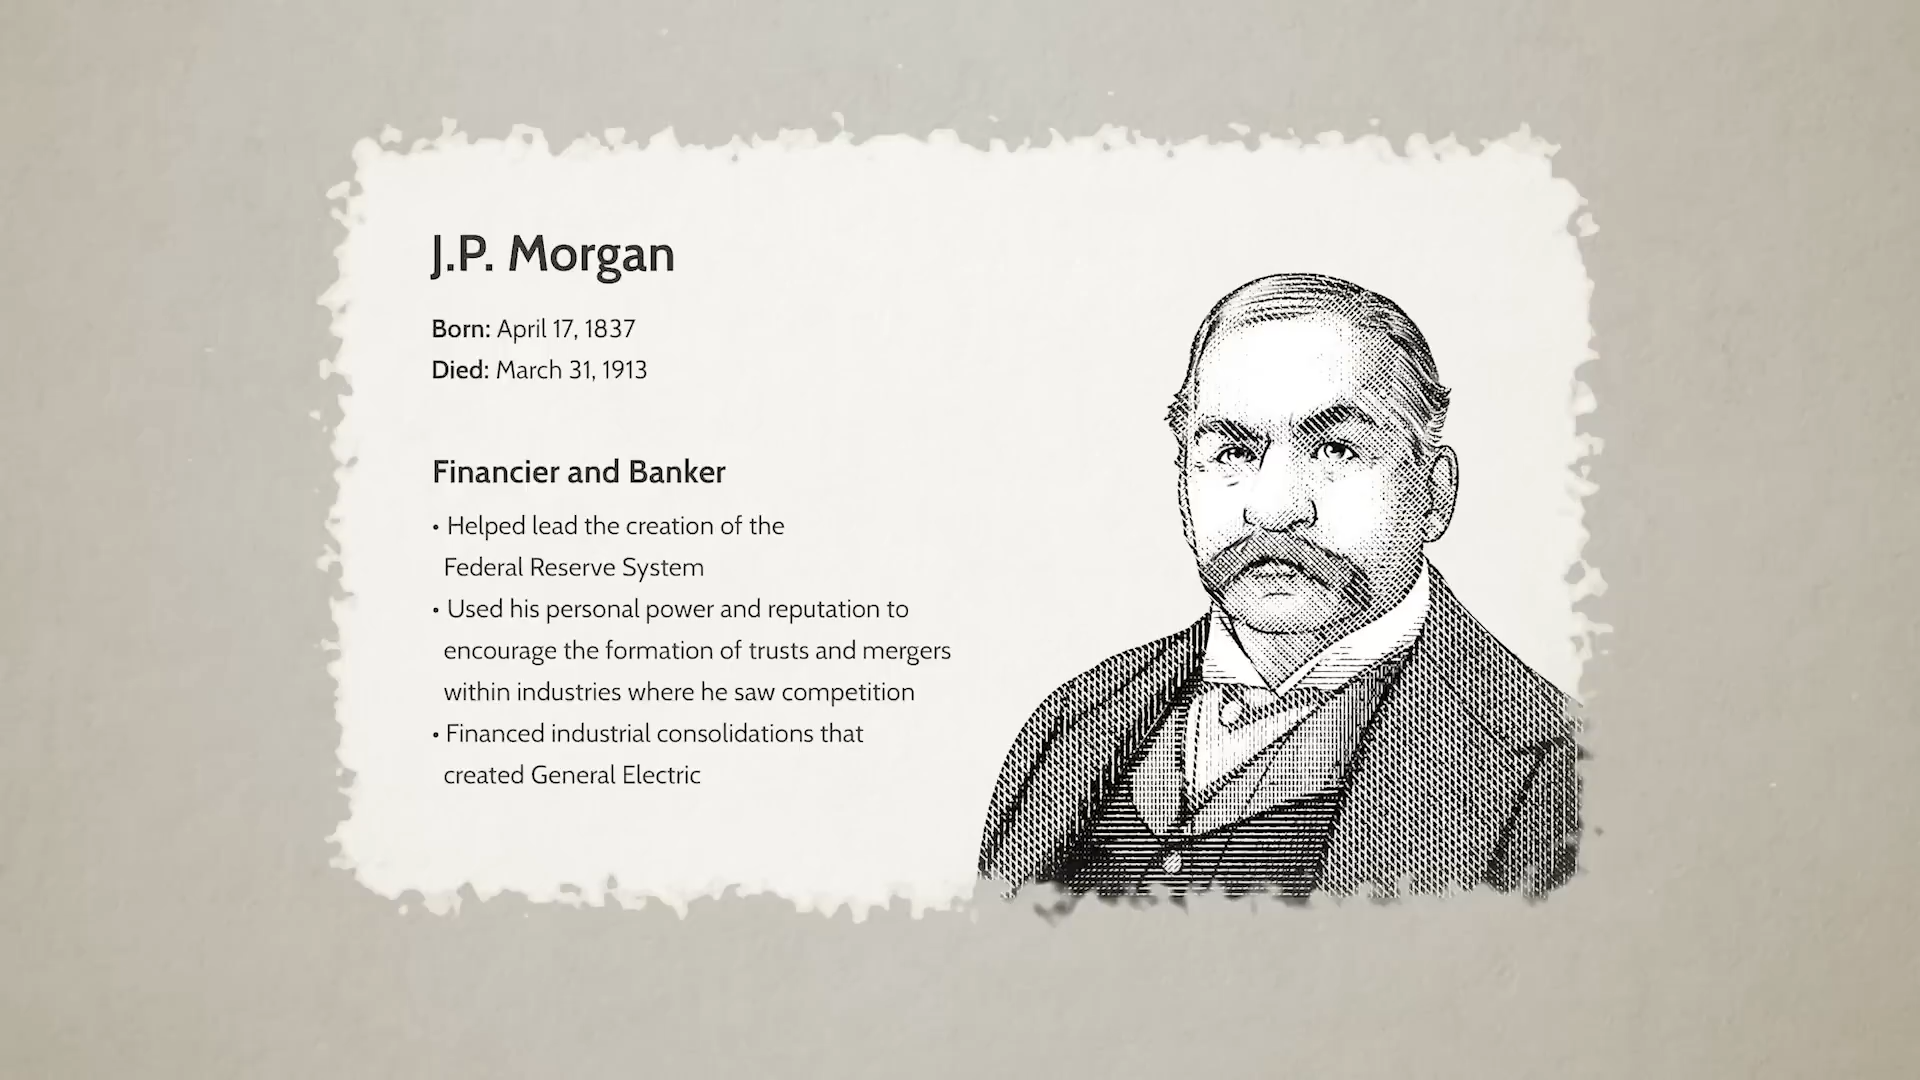 J.P. Morgan
Born: April 17, 1837
Died: March 31, 1913
Financier and Banker
• Helped lead the creation of the
Federal Reserve System
• Used his personal power and reputation to
encourage the formation of trusts and mergers
within industries where he saw competition
• Financed industrial consolidations that
created General Electric